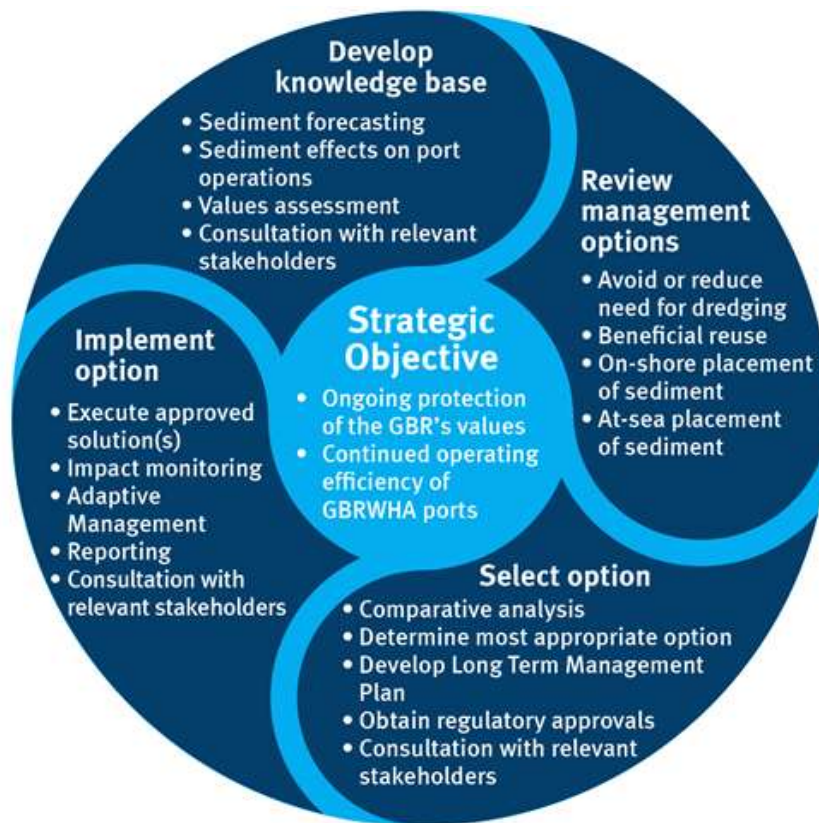 Develop
knowledge base
• Sediment forecasting
• Sediment effects on port
operations
• Values assessment
• Consultation with relevant
stakeholders
Review
management
options
• Avoid or reduce
need for dredging
• Beneficial reuse
• On-shore placement
of sediment
• At-sea placement
of sediment
Strategic
Objective
• Ongoing protection
of the GBR's values
• Continued operating
efficiency of
GBRWHA ports
Implement
option
• Execute approved
solution(s)
• Impact monitoring
• Adaptive
Management
• Reporting
• Consultation with
relevant stakeholders
Select option
• Comparative analysis
• Determine most appropriate option
• Develop Long Term Management
Plan
• Obtain regulatory approvals
• Consultation with relevant
stakeholders